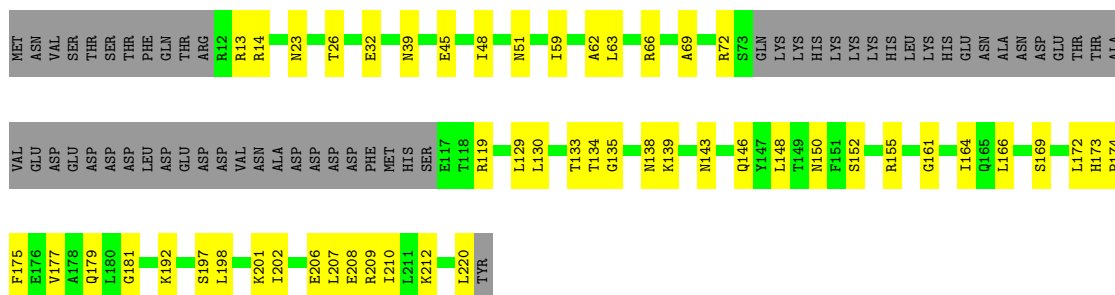 MET ASN VAL SER THR SER THR PHE GLN THR ARG R12 R13 R14 N23 T26 E32 N39 E45 I48 N51 I59 A62 L63 R66 A69 R72 S73 GLN LYS LYS HIS LYS LYS LYS HIS LEU LYS HIS GLU ASN ALA ASN ASP GLU THR THR ALA
VAL GLU ASP GLU ASP ASP ASP LEU ASP GLU ASP ASP VAL ASN ALA ASP ASP ASP ASP PHE MET HIS SER E117 T118 R119 L129 L130 T133 T134 G135 N138 K139 N143 Q146 Y147 L148 T149 N150 F151 S152 R155 G161 I164 Q165 L166 S169 L172 H173
F175 E176 V177 A178 Q179 L180 G181 K192 S197 L198 K201 I202 E206 L207 E208 R209 I210 L211 K212 L220 TYR